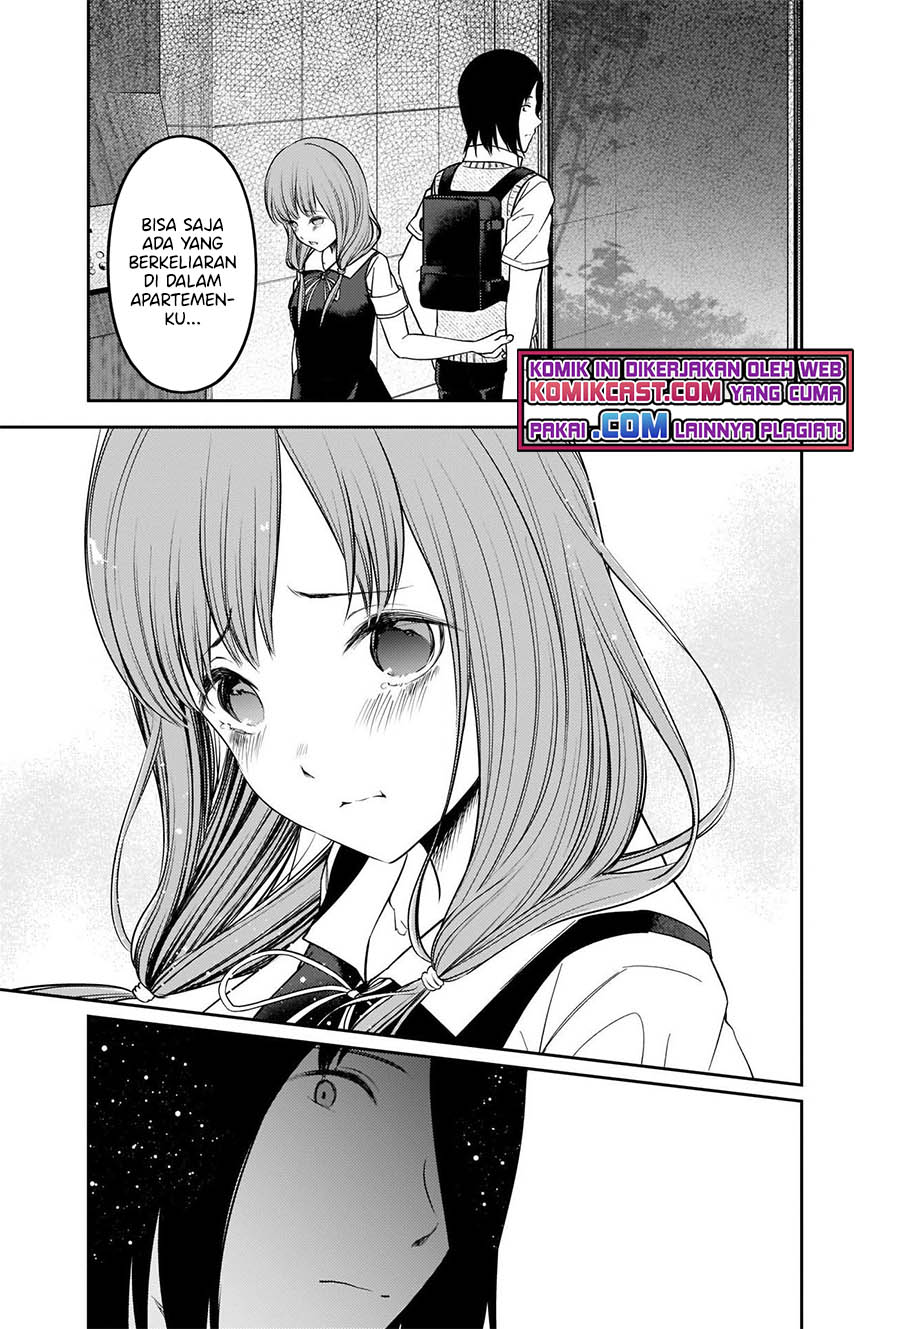 BISA SAJA
ADA YANG
BERKELIARAN
DI DALAM
APARTEMEN-
KU...
KOMIK INI DIKERJAKAN OLEH WEB
KOMIKCAST.COM YANG CUMA
PAKAI .COM LAINNYA PLAGIAT!